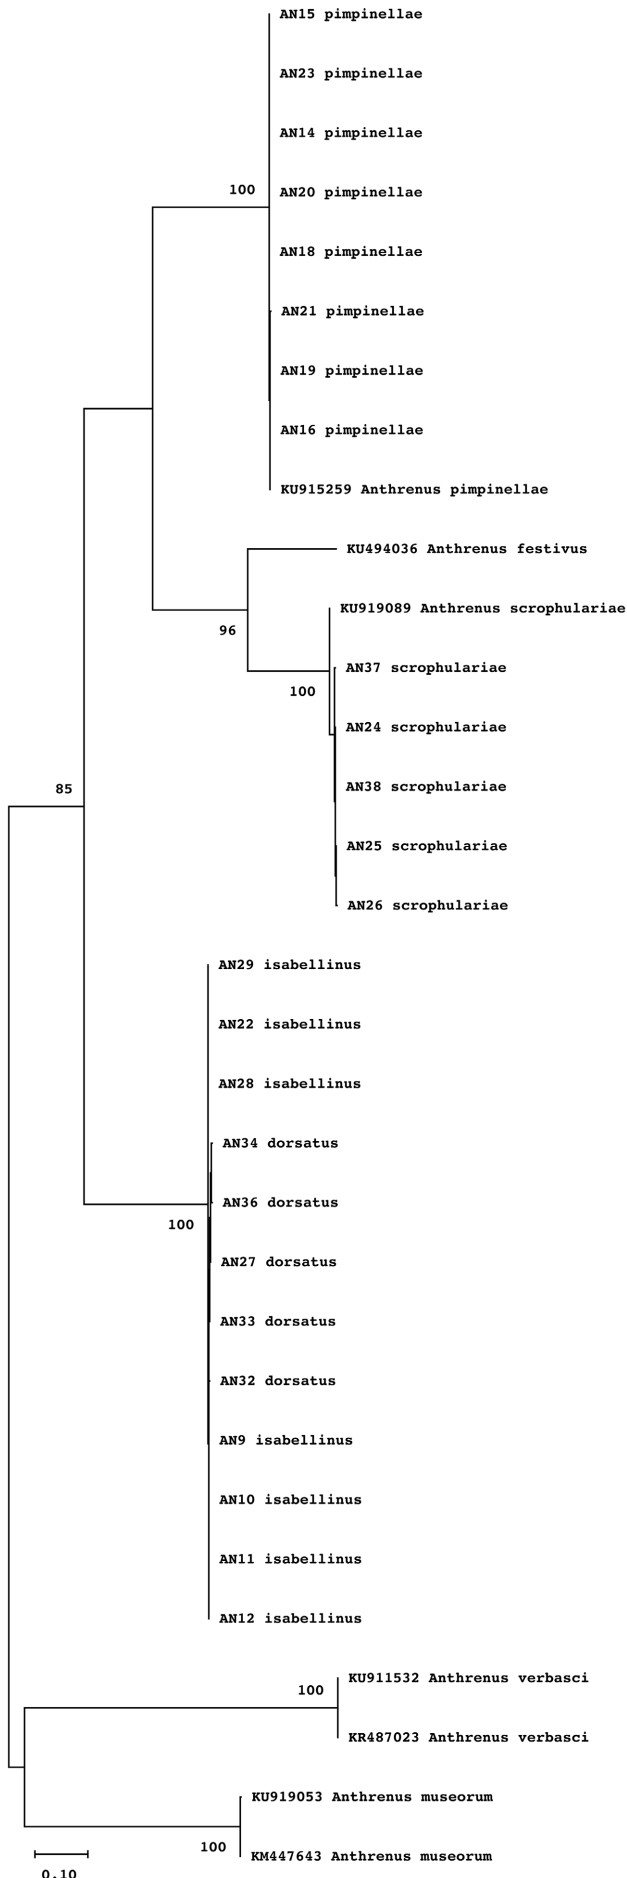 AN15 pimpinellae
AN23 pimpinellae
AN14 pimpinellae
100
AN20 pimpinellae
AN18 pimpinellae
AN21 pimpinellae
AN19 pimpinellae
AN16 pimpinellae
KU915259 Anthrenus pimpinellae
KU494036 Anthrenus festivus
KU919089 Anthrenus scrophulariae
96
AN37 scrophulariae
100
AN24 scrophulariae
AN38 scrophulariae
85
AN25 scrophulariae
AN26 scrophulariae
AN29 isabellinus
AN22 isabellinus
AN28 isabellinus
AN34 dorsatus
AN36 dorsatus
100
AN27 dorsatus
AN33 dorsatus
AN32 dorsatus
AN9 isabellinus
AN10 isabellinus
AN11 isabellinus
AN12 isabellinus
KU911532 Anthrenus verbasci
100
KR487023 Anthrenus verbasci
KU919053 Anthrenus museorum
100
KM447643 Anthrenus museorum
0.10